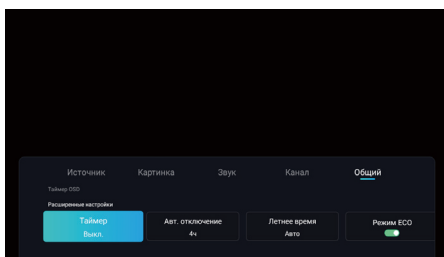 Источник Картинка Звук Канал Общий
Таймер OSD
Расширенные настройки
Таймер Авт. отключение Летнее время Режим ECO
Выкл. 4ч Авто